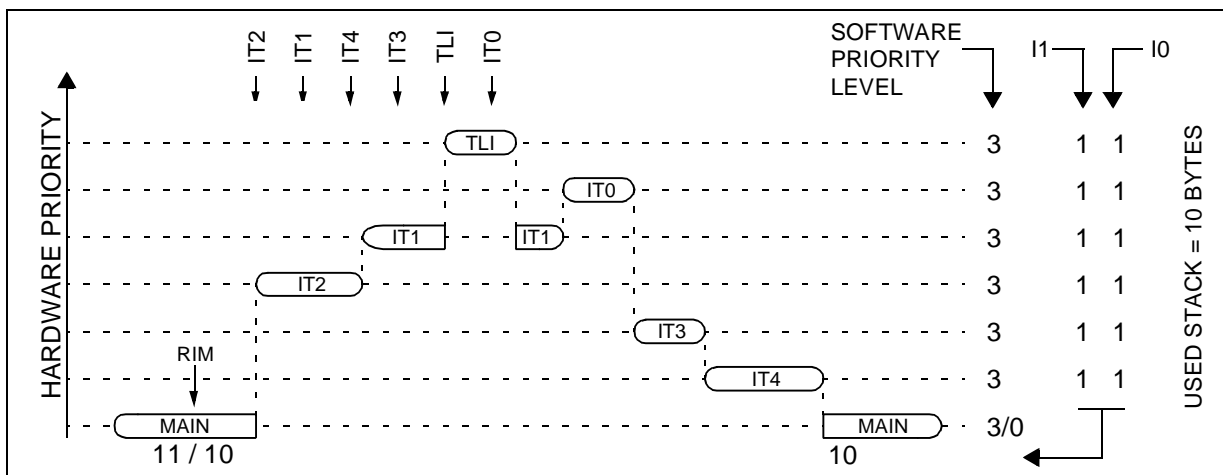 IT2
IT1
IT4
IT3
TLI
IT0
SOFTWARE
PRIORITY
LEVEL
I1
I0
HARDWARE PRIORITY
TLI
3
1 1
IT0
3
1 1
IT1
IT1
3
1 1
IT2
3
1 1
IT3
3
1 1
RIM
IT4
3
1 1
MAIN
MAIN
3/0
11 / 10
10
USED STACK = 10 BYTES